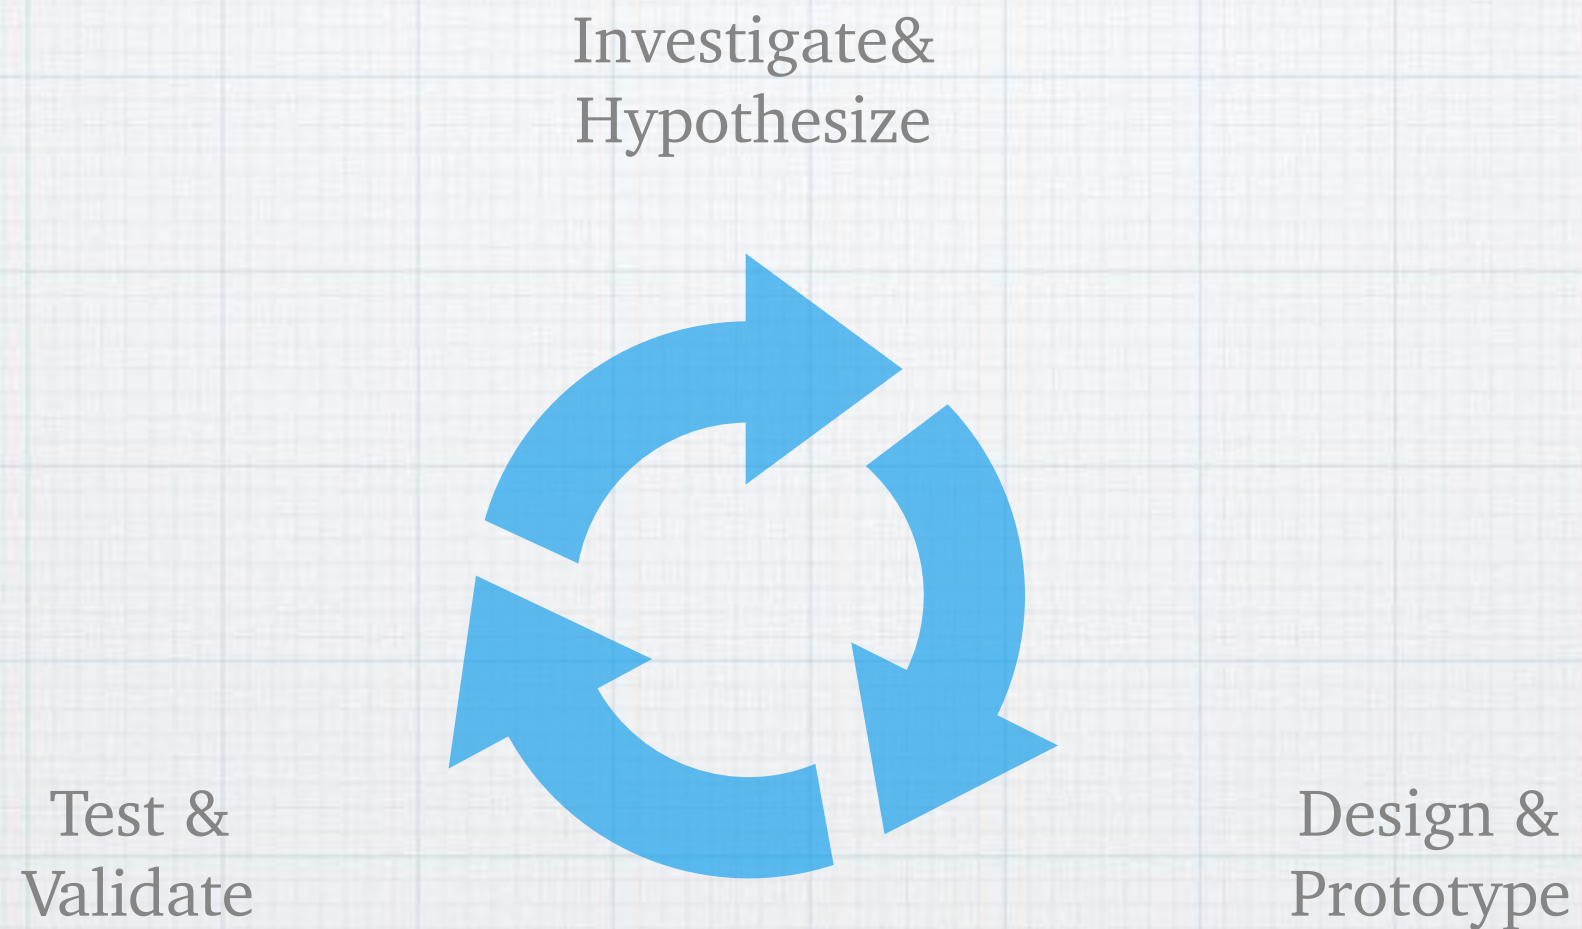 Investigate&
Hypothesize
Test &
Validate
Design &
Prototype